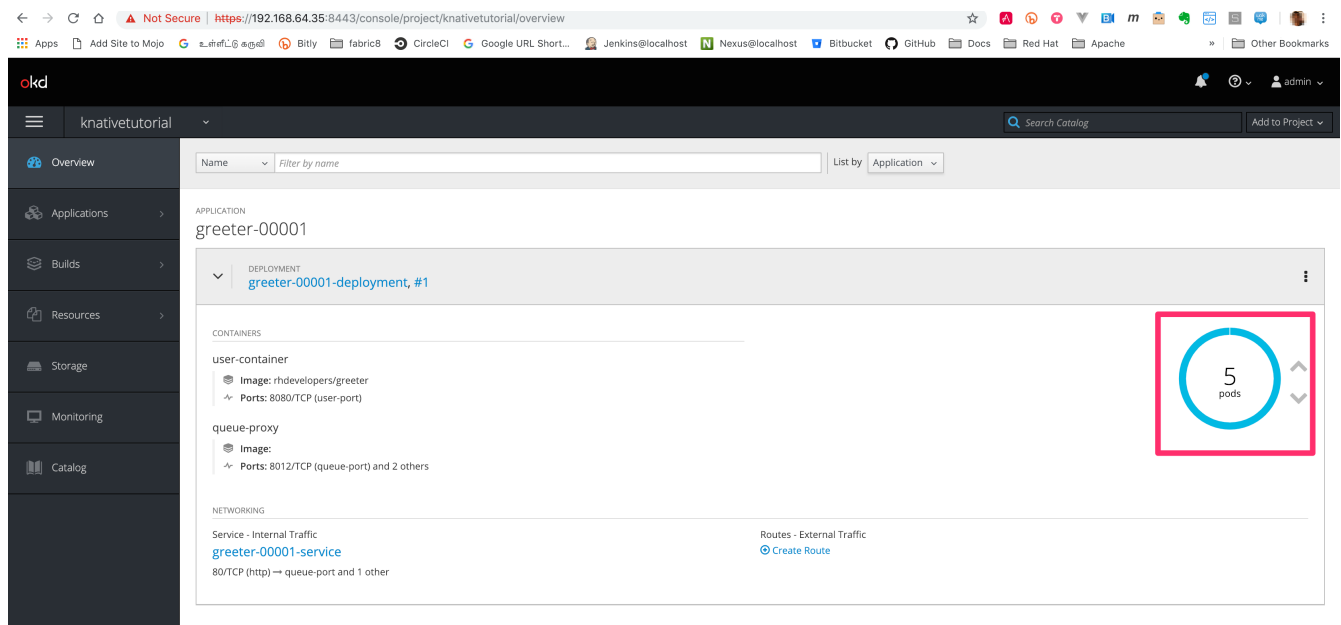 Not Secure https://192.168.64.35:8443/console/project/knativetutorial/overview
Apps Add Site to Mojo உள்ளீட்டு கருவி Bitly fabric8 CircleCI Google URL Short... Jenkins@localhost Nexus@localhost Bitbucket GitHub Docs Red Hat Apache » Other Bookmarks
okd
admin
knativetutorial
Search Catalog
Add to Project
Overview
Applications
Builds
Resources
Storage
Monitoring
Catalog
Name
Filter by name
List by Application
APPLICATION
greeter-00001
DEPLOYMENT
greeter-00001-deployment, #1
CONTAINERS
user-container
Image: rhdevelopers/greeter
Ports: 8080/TCP (user-port)
queue-proxy
Image:
Ports: 8012/TCP (queue-port) and 2 others
5
pods
NETWORKING
Service - Internal Traffic
greeter-00001-service
80/TCP (http) → queue-port and 1 other
Routes - External Traffic
Create Route